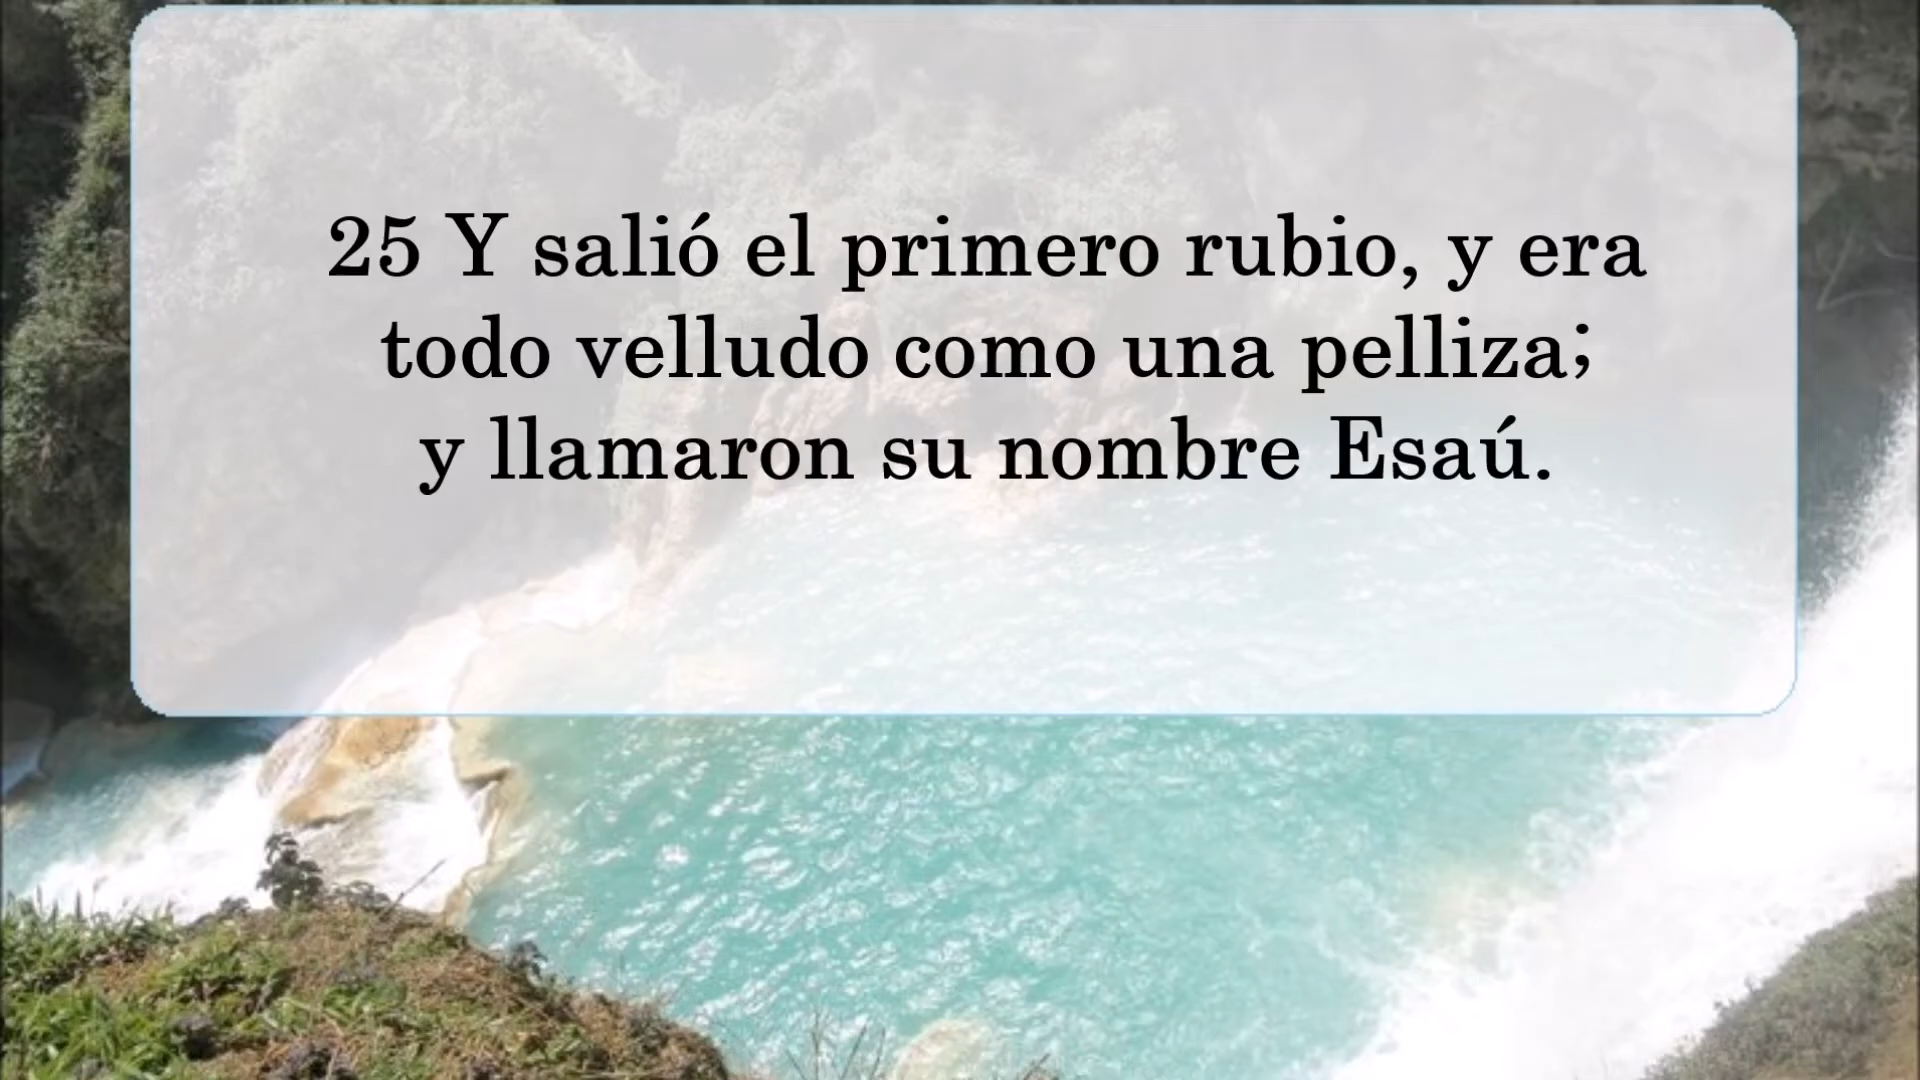 25 Y salió el primero rubio, y era
todo velludo como una pelliza;
y llamaron su nombre Esaú.